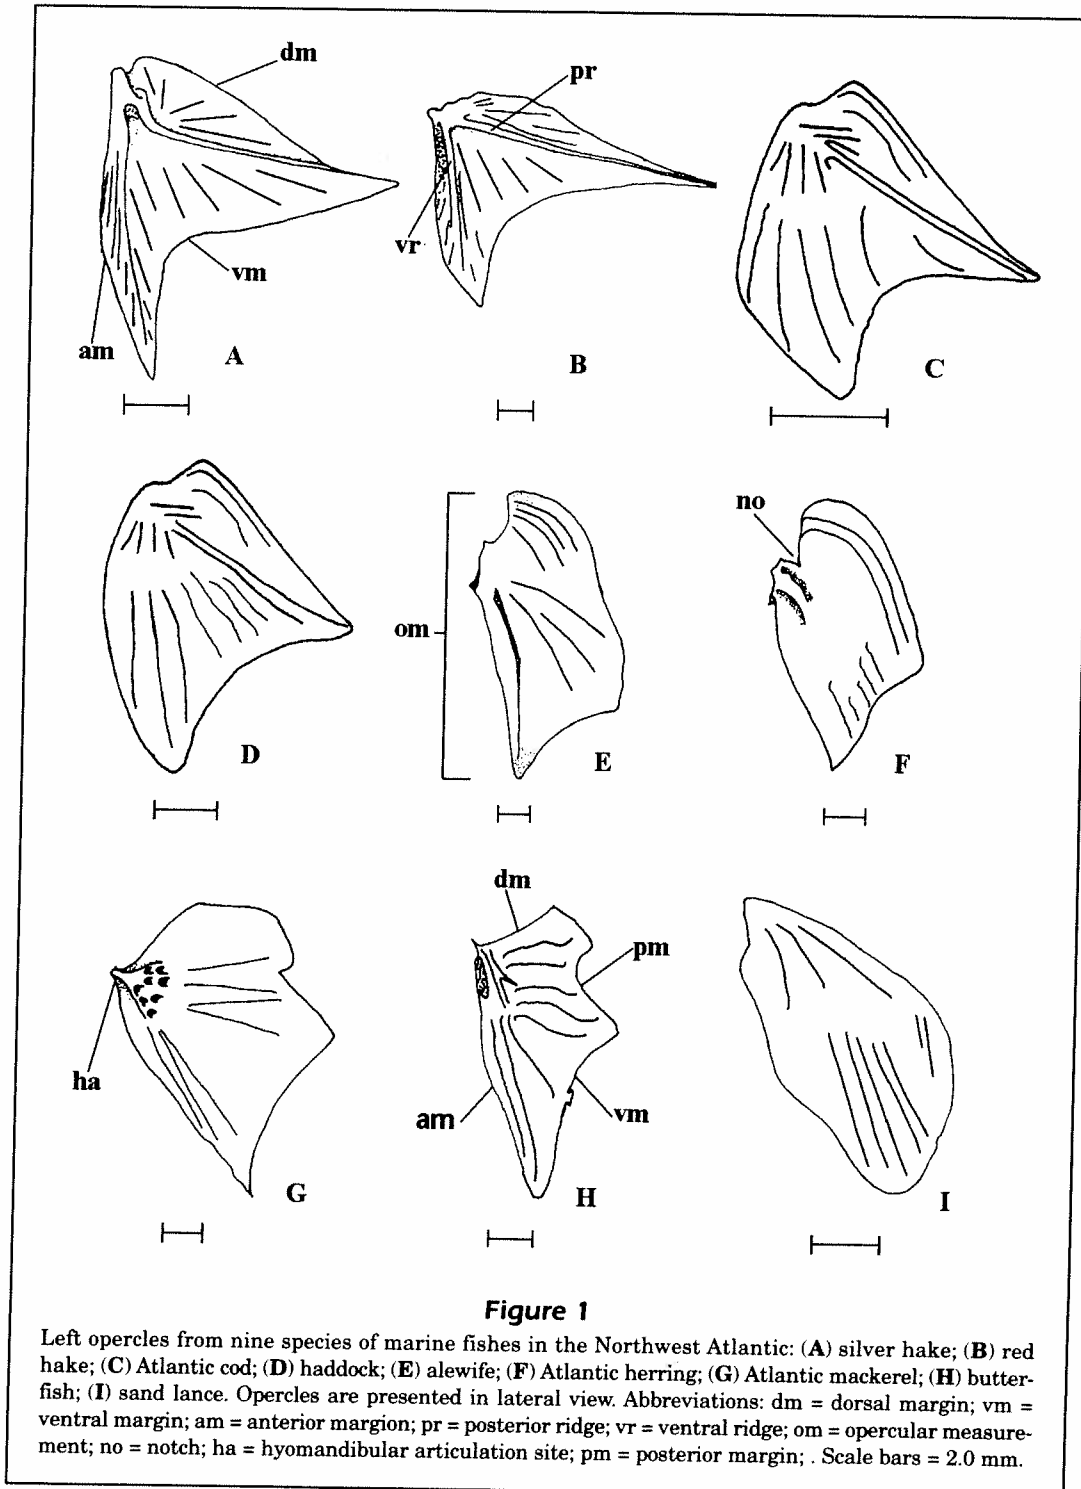 dm
pr
vr
vm
am
A
B
C
no
om
D
E
F
dm
pm
ha
am
vm
G
H
I
Figure 1
Left opercles from nine species of marine fishes in the Northwest Atlantic: (A) silver hake; (B) red
hake; (C) Atlantic cod; (D) haddock; (E) alewife; (F) Atlantic herring; (G) Atlantic mackerel; (H) butter-
fish; (I) sand lance. Opercles are presented in lateral view. Abbreviations: dm = dorsal margin; vm =
ventral margin; am = anterior margion; pr = posterior ridge; vr = ventral ridge; om = opercular measure-
ment; no = notch; ha = hyomandibular articulation site; pm = posterior margin; . Scale bars = 2.0 mm.